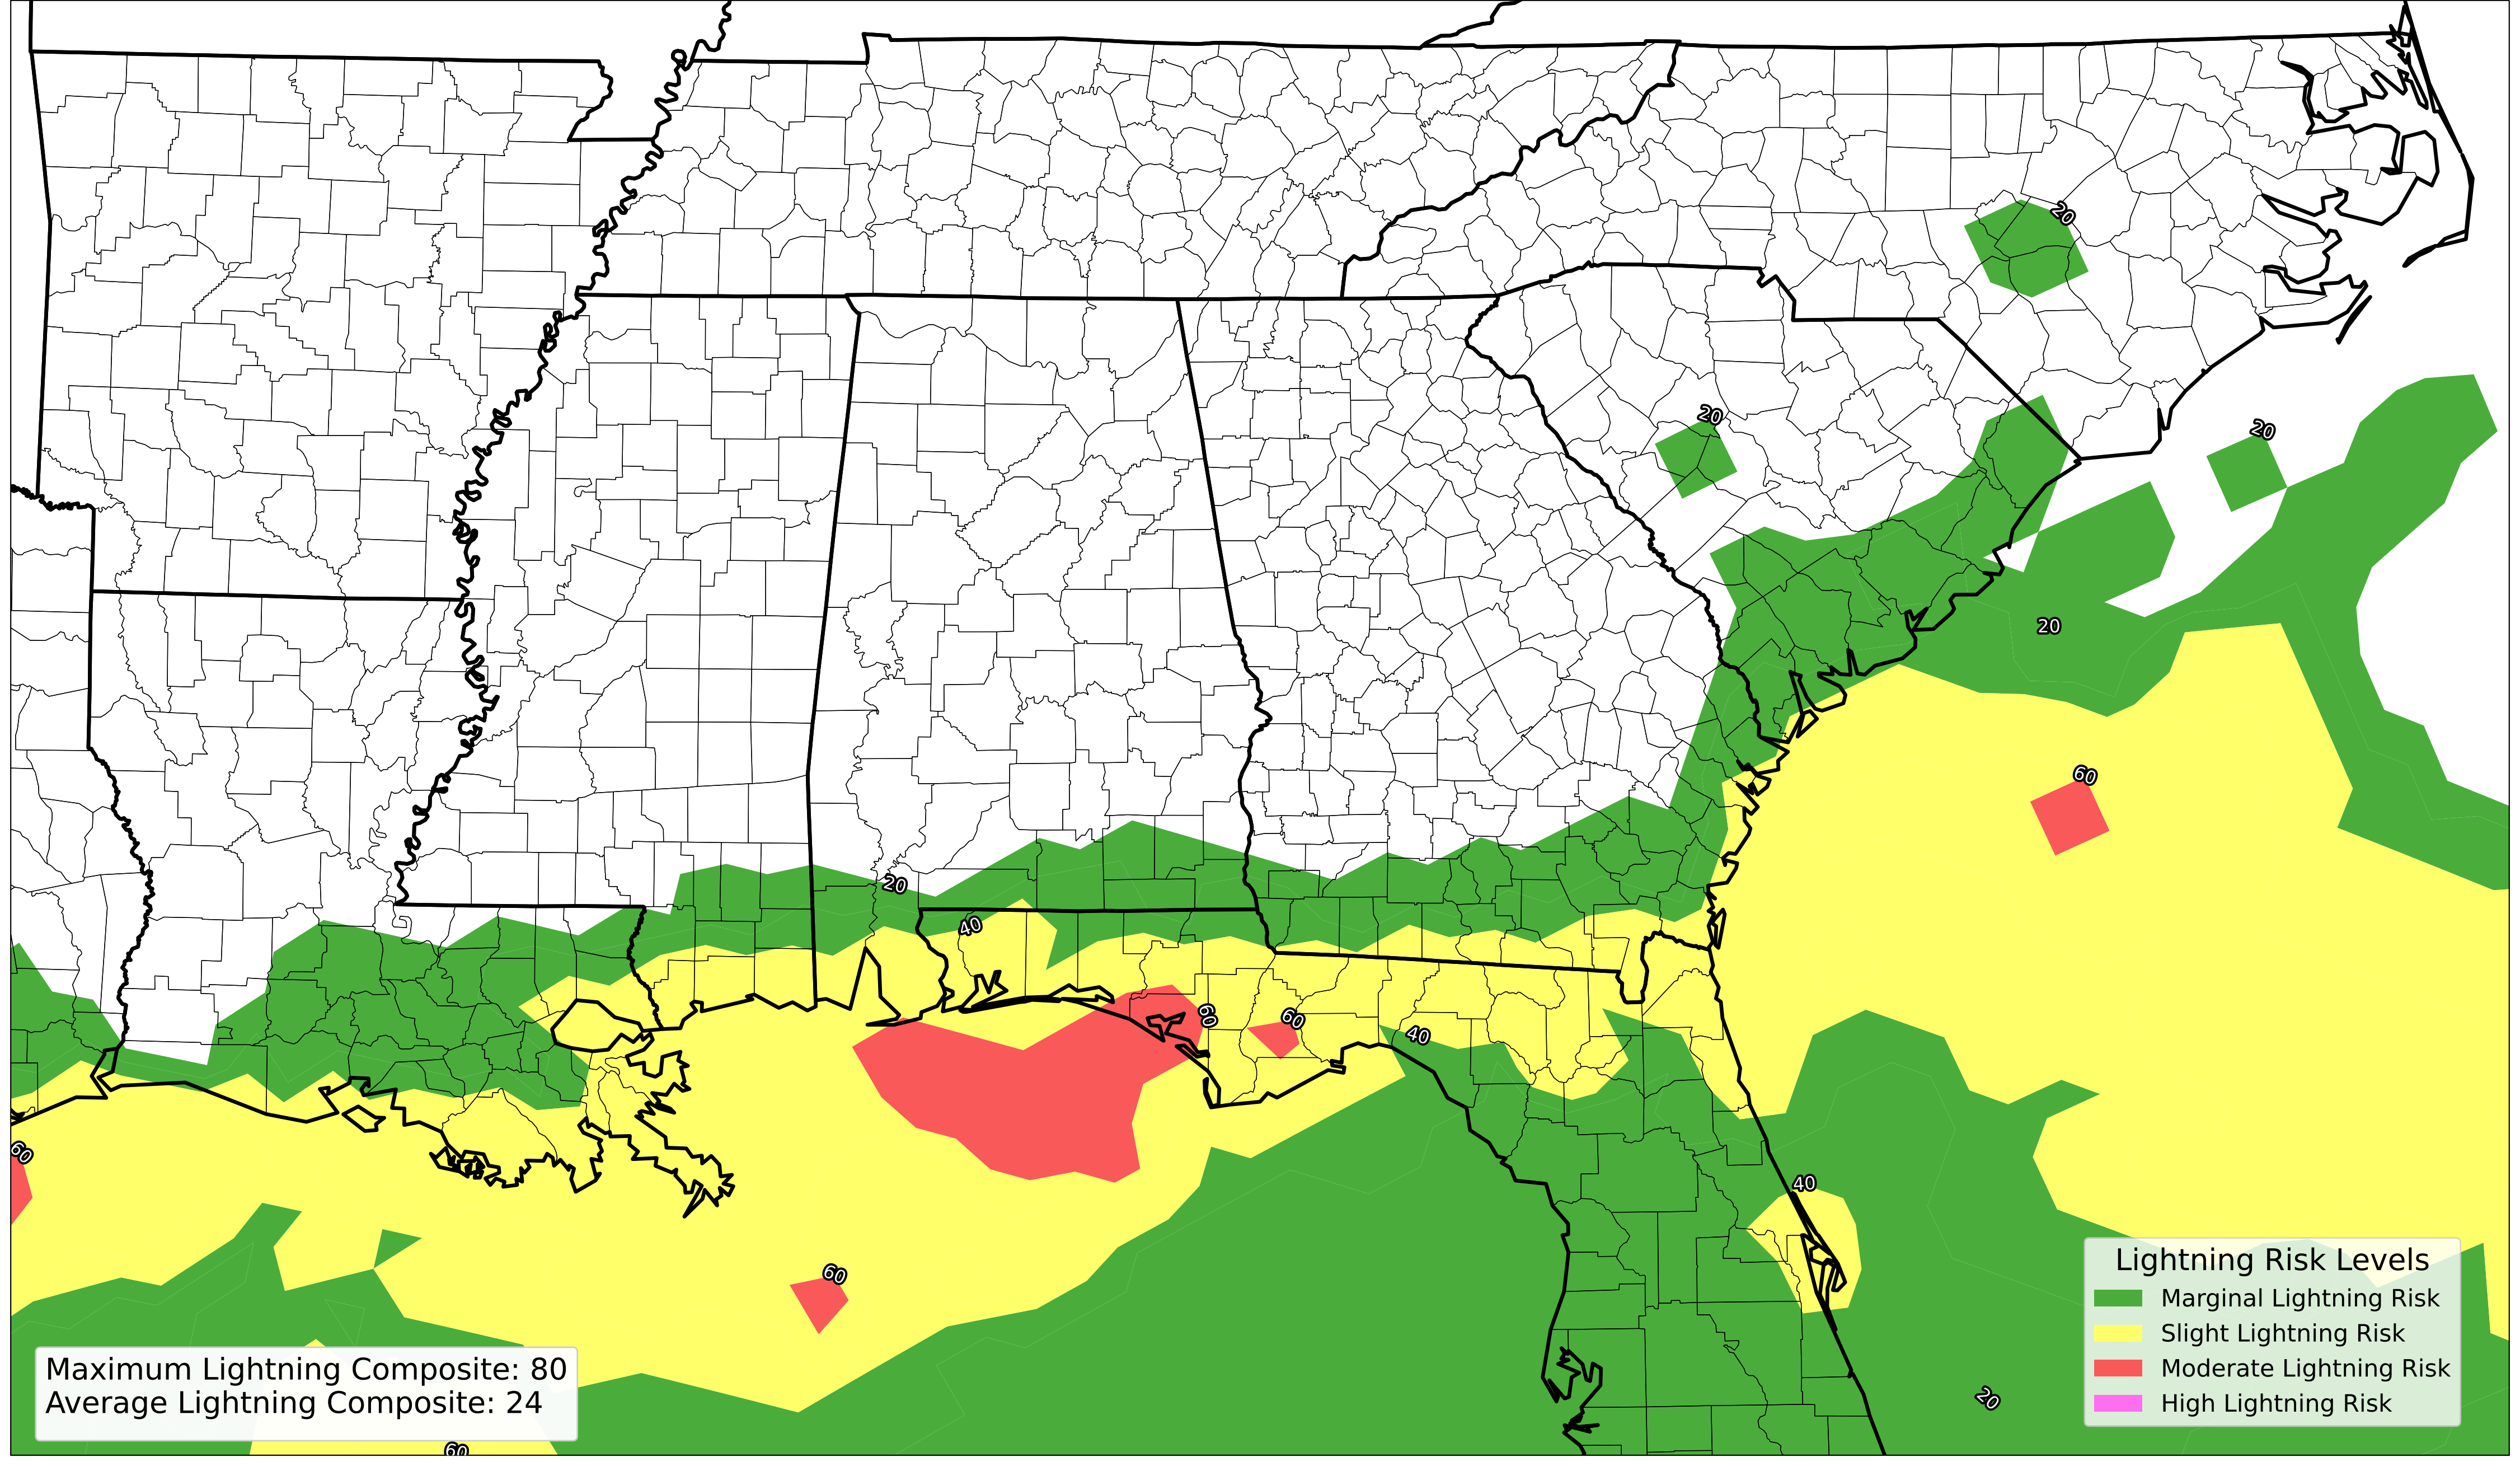 20
20
20
20
60
20
40
60
60
40
60
40
60
20
60
Lightning Risk Levels
Marginal Lightning Risk
Slight Lightning Risk
Moderate Lightning Risk
High Lightning Risk
Maximum Lightning Composite: 80
Average Lightning Composite: 24